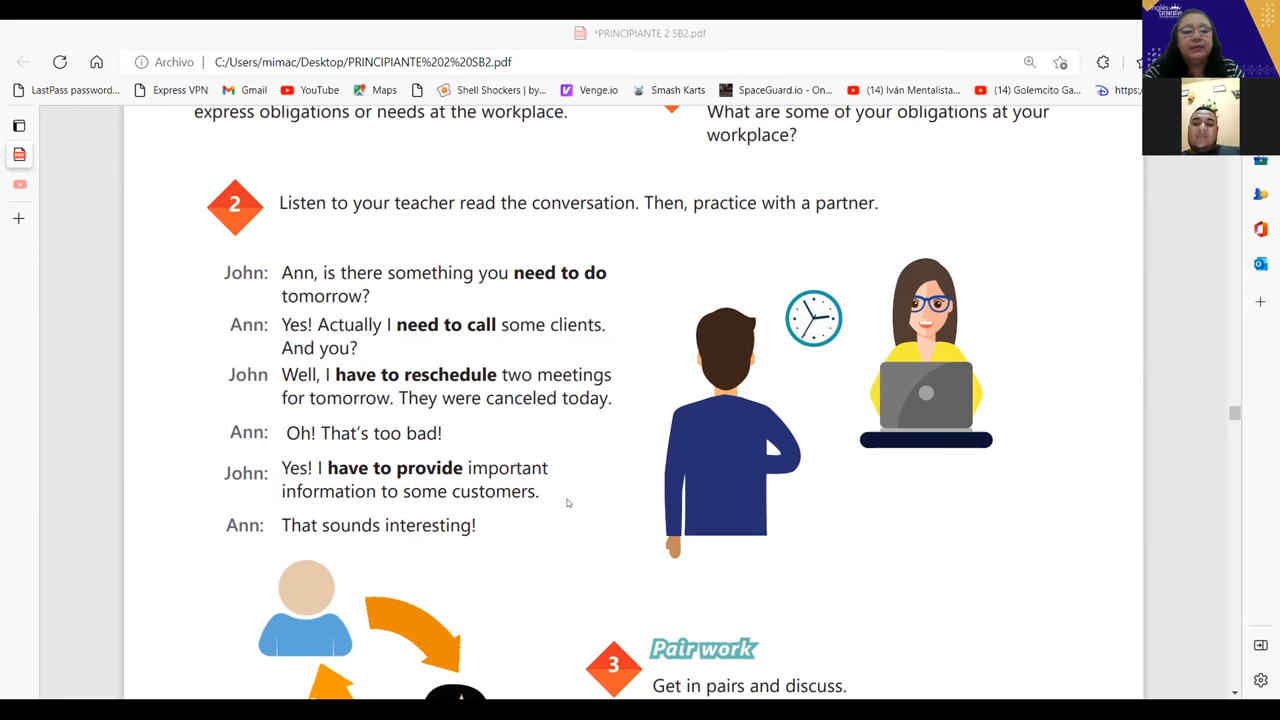 *PRINCIPIANTE 2 SB2.pdf
Archivo
C:/Users/mimac/Desktop/PRINCIPIANTE%202%20SB2.pdf
LastPass password...
Express VPN
Gmail
YouTube
Maps
Shell Shockers | by...
Venge.io
Smash Karts
SpaceGuard.io - On...
(14) Iván Mentalista...
(14) Golemcito Ga...
https:
Inglés
express obligations or needs at the workplace.
What are some of your obligations at your
workplace?
2
Listen to your teacher read the conversation. Then, practice with a partner.
John: Ann, is there something you need to do
tomorrow?
Ann: Yes! Actually I need to call some clients.
And you?
John Well, I have to reschedule two meetings
for tomorrow. They were canceled today.
Ann: Oh! That's too bad!
John: Yes! I have to provide important
information to some customers.
Ann: That sounds interesting!
3
Pair work
Get in pairs and discuss.